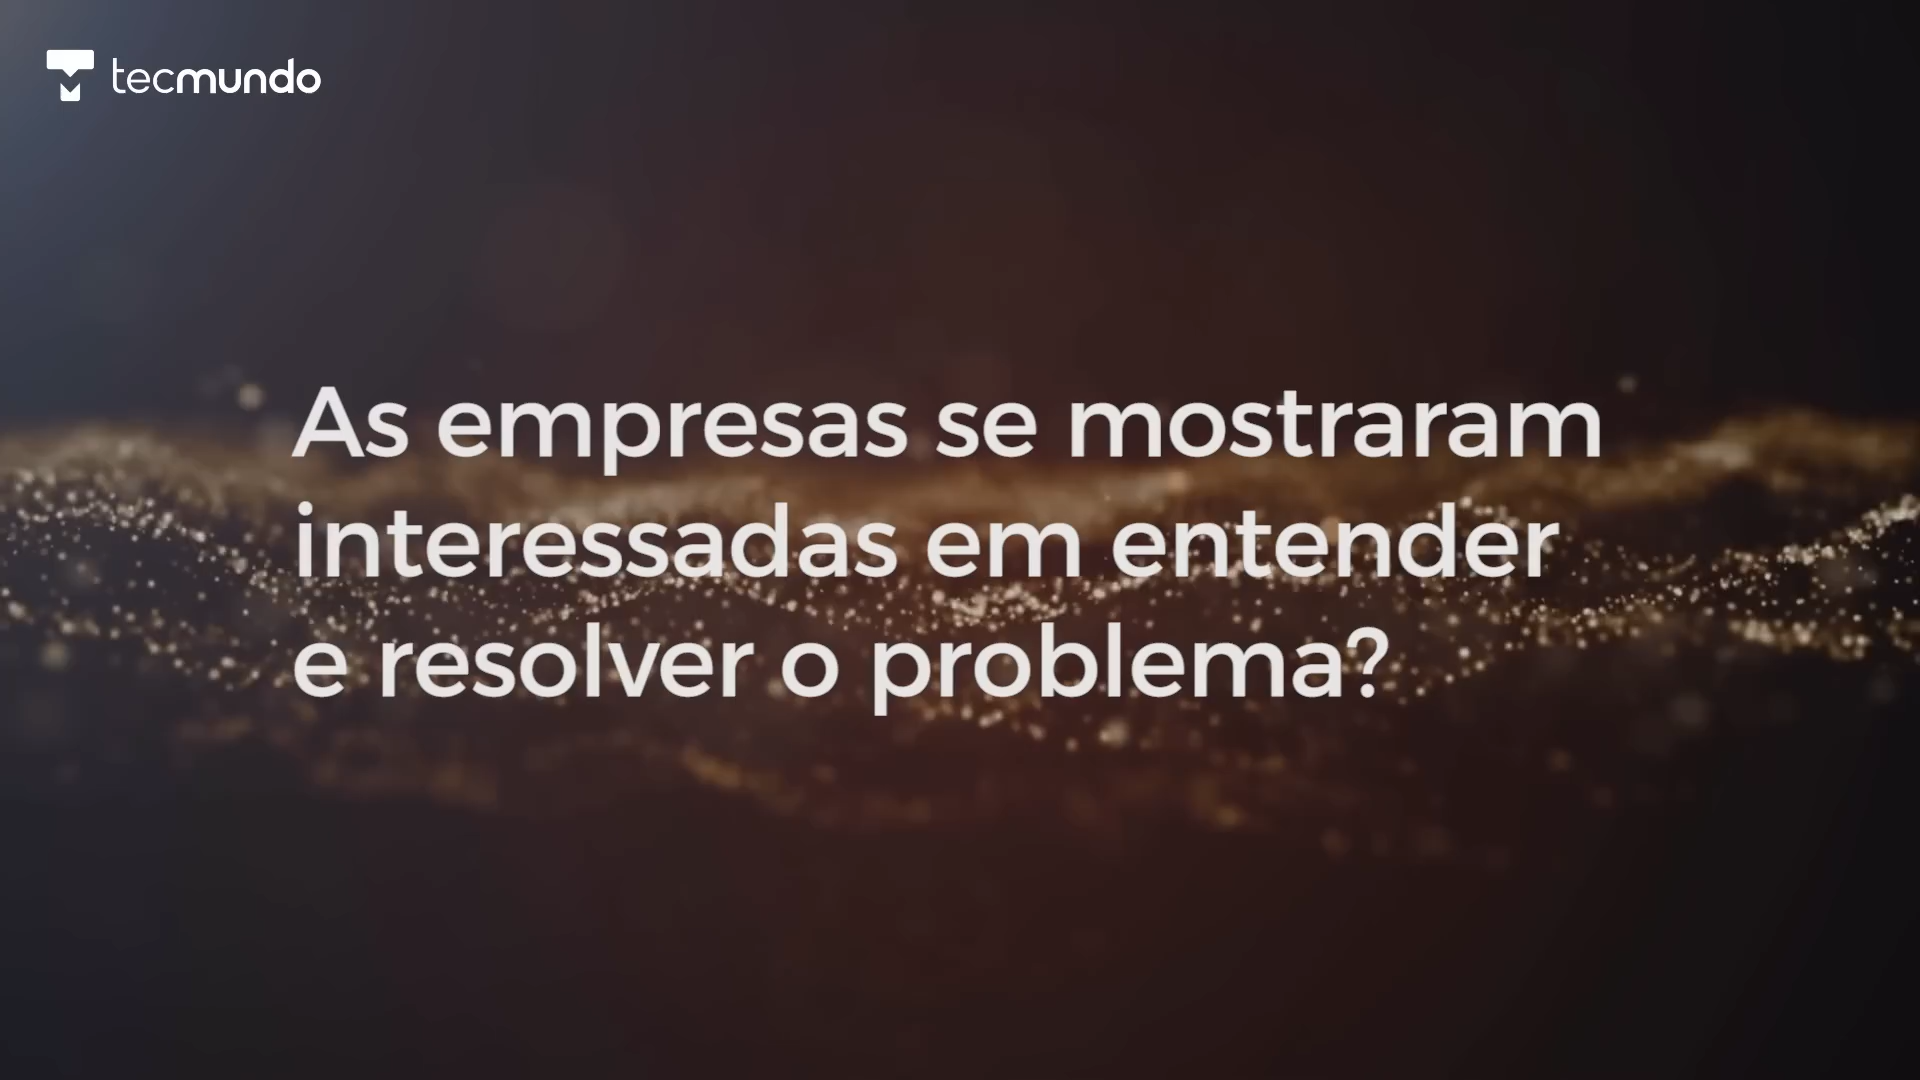 tecmundo
As empresas se mostraram
interessadas em entender
e resolver o problema?